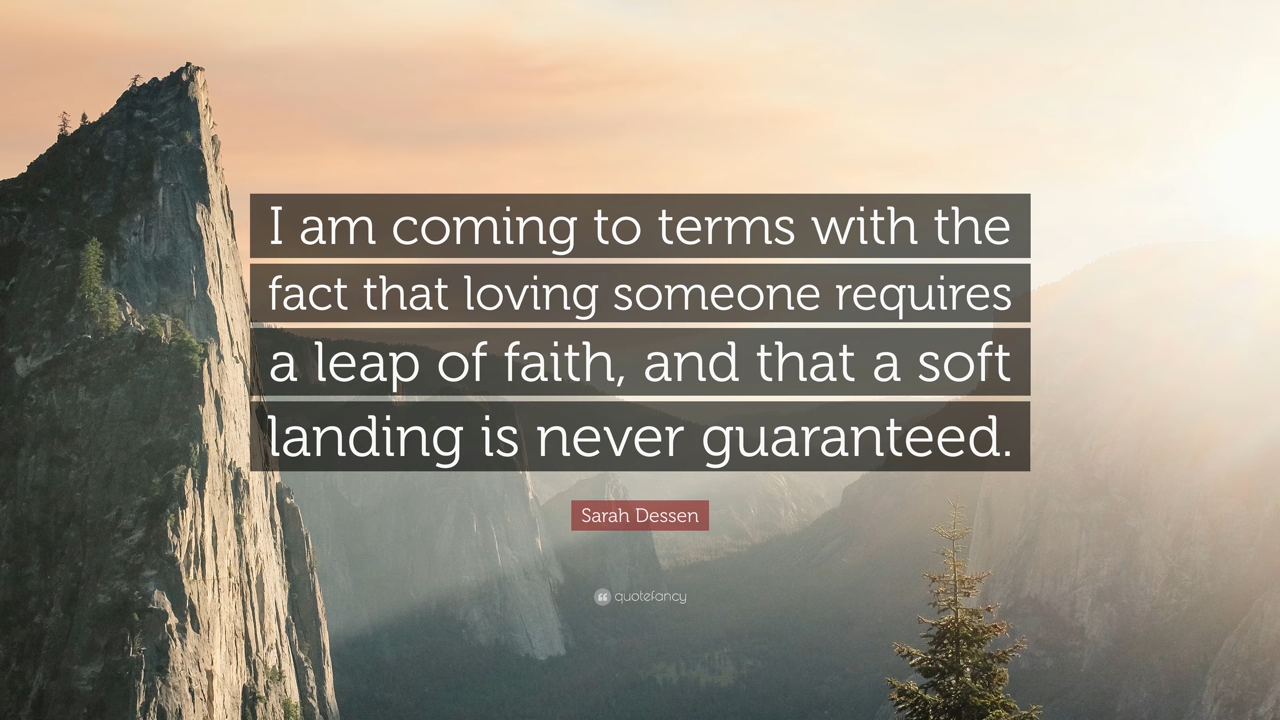 I am coming to terms with the
fact that loving someone requires
a leap of faith, and that a soft
landing is never guaranteed.
Sarah Dessen
quotefancy